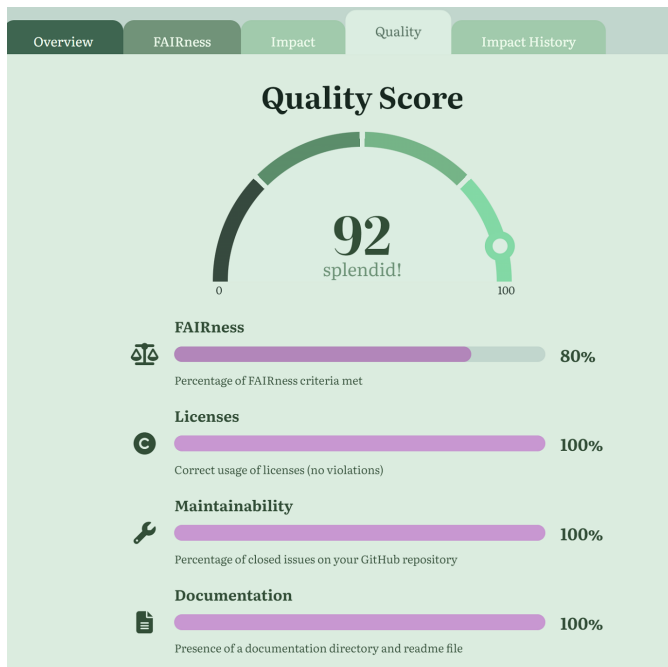 Overview
FAIRness
Impact
Quality
Impact History
Quality Score
92
splendid!
0
100
FAIRness
80%
Percentage of FAIRness criteria met
Licenses
100%
Correct usage of licenses (no violations)
Maintainability
100%
Percentage of closed issues on your GitHub repository
Documentation
100%
Presence of a documentation directory and readme file